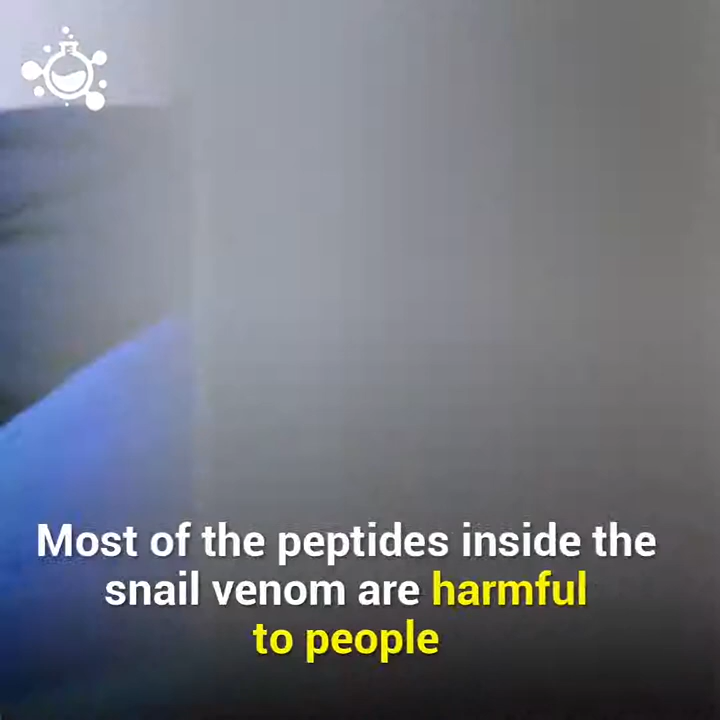 Most of the peptides inside the
snail venom are harmful
to people